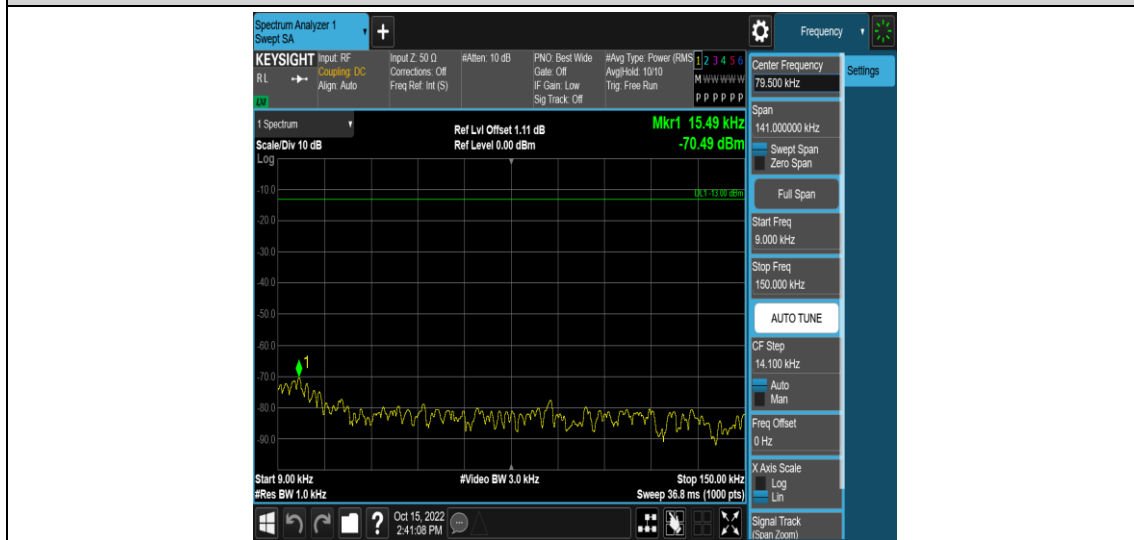 Spectrum Analyzer 1
Swept SA
+
Frequency
KEYSIGHT
RL
LXI
Input: RF
Coupling: DC
Align: Auto
Input Z: 50 Ω
Corrections: Off
Freq Ref: Int (S)
#Atten: 10 dB
PNO: Best Wide
Gate: Off
IF Gain: Low
Sig Track: Off
#Avg Type: Power (RMS
Avg|Hold: 10/10
Trig: Free Run
1 2 3 4 5 6
M W W W W W
P P P P P P
Center Frequency
79.500 kHz
Settings
Span
141.000000 kHz
Swept Span
Zero Span
Full Span
Start Freq
9.000 kHz
Stop Freq
150.000 kHz
AUTO TUNE
CF Step
14.100 kHz
Auto
Man
Freq Offset
0 Hz
X Axis Scale
Log
Lin
Signal Track
(Span Zoom)
1 Spectrum
Scale/Div 10 dB
Ref Lvl Offset 1.11 dB
Ref Level 0.00 dBm
Mkr1 15.49 kHz
-70.49 dBm
Log
-10.0
DL1 -13.00 dBm
-20.0
-30.0
-40.0
-50.0
-60.0
1
-70.0
-80.0
-90.0
Start 9.00 kHz
#Video BW 3.0 kHz
Stop 150.00 kHz
#Res BW 1.0 kHz
Sweep 36.8 ms (1000 pts)
?
Oct 15, 2022
2:41:08 PM